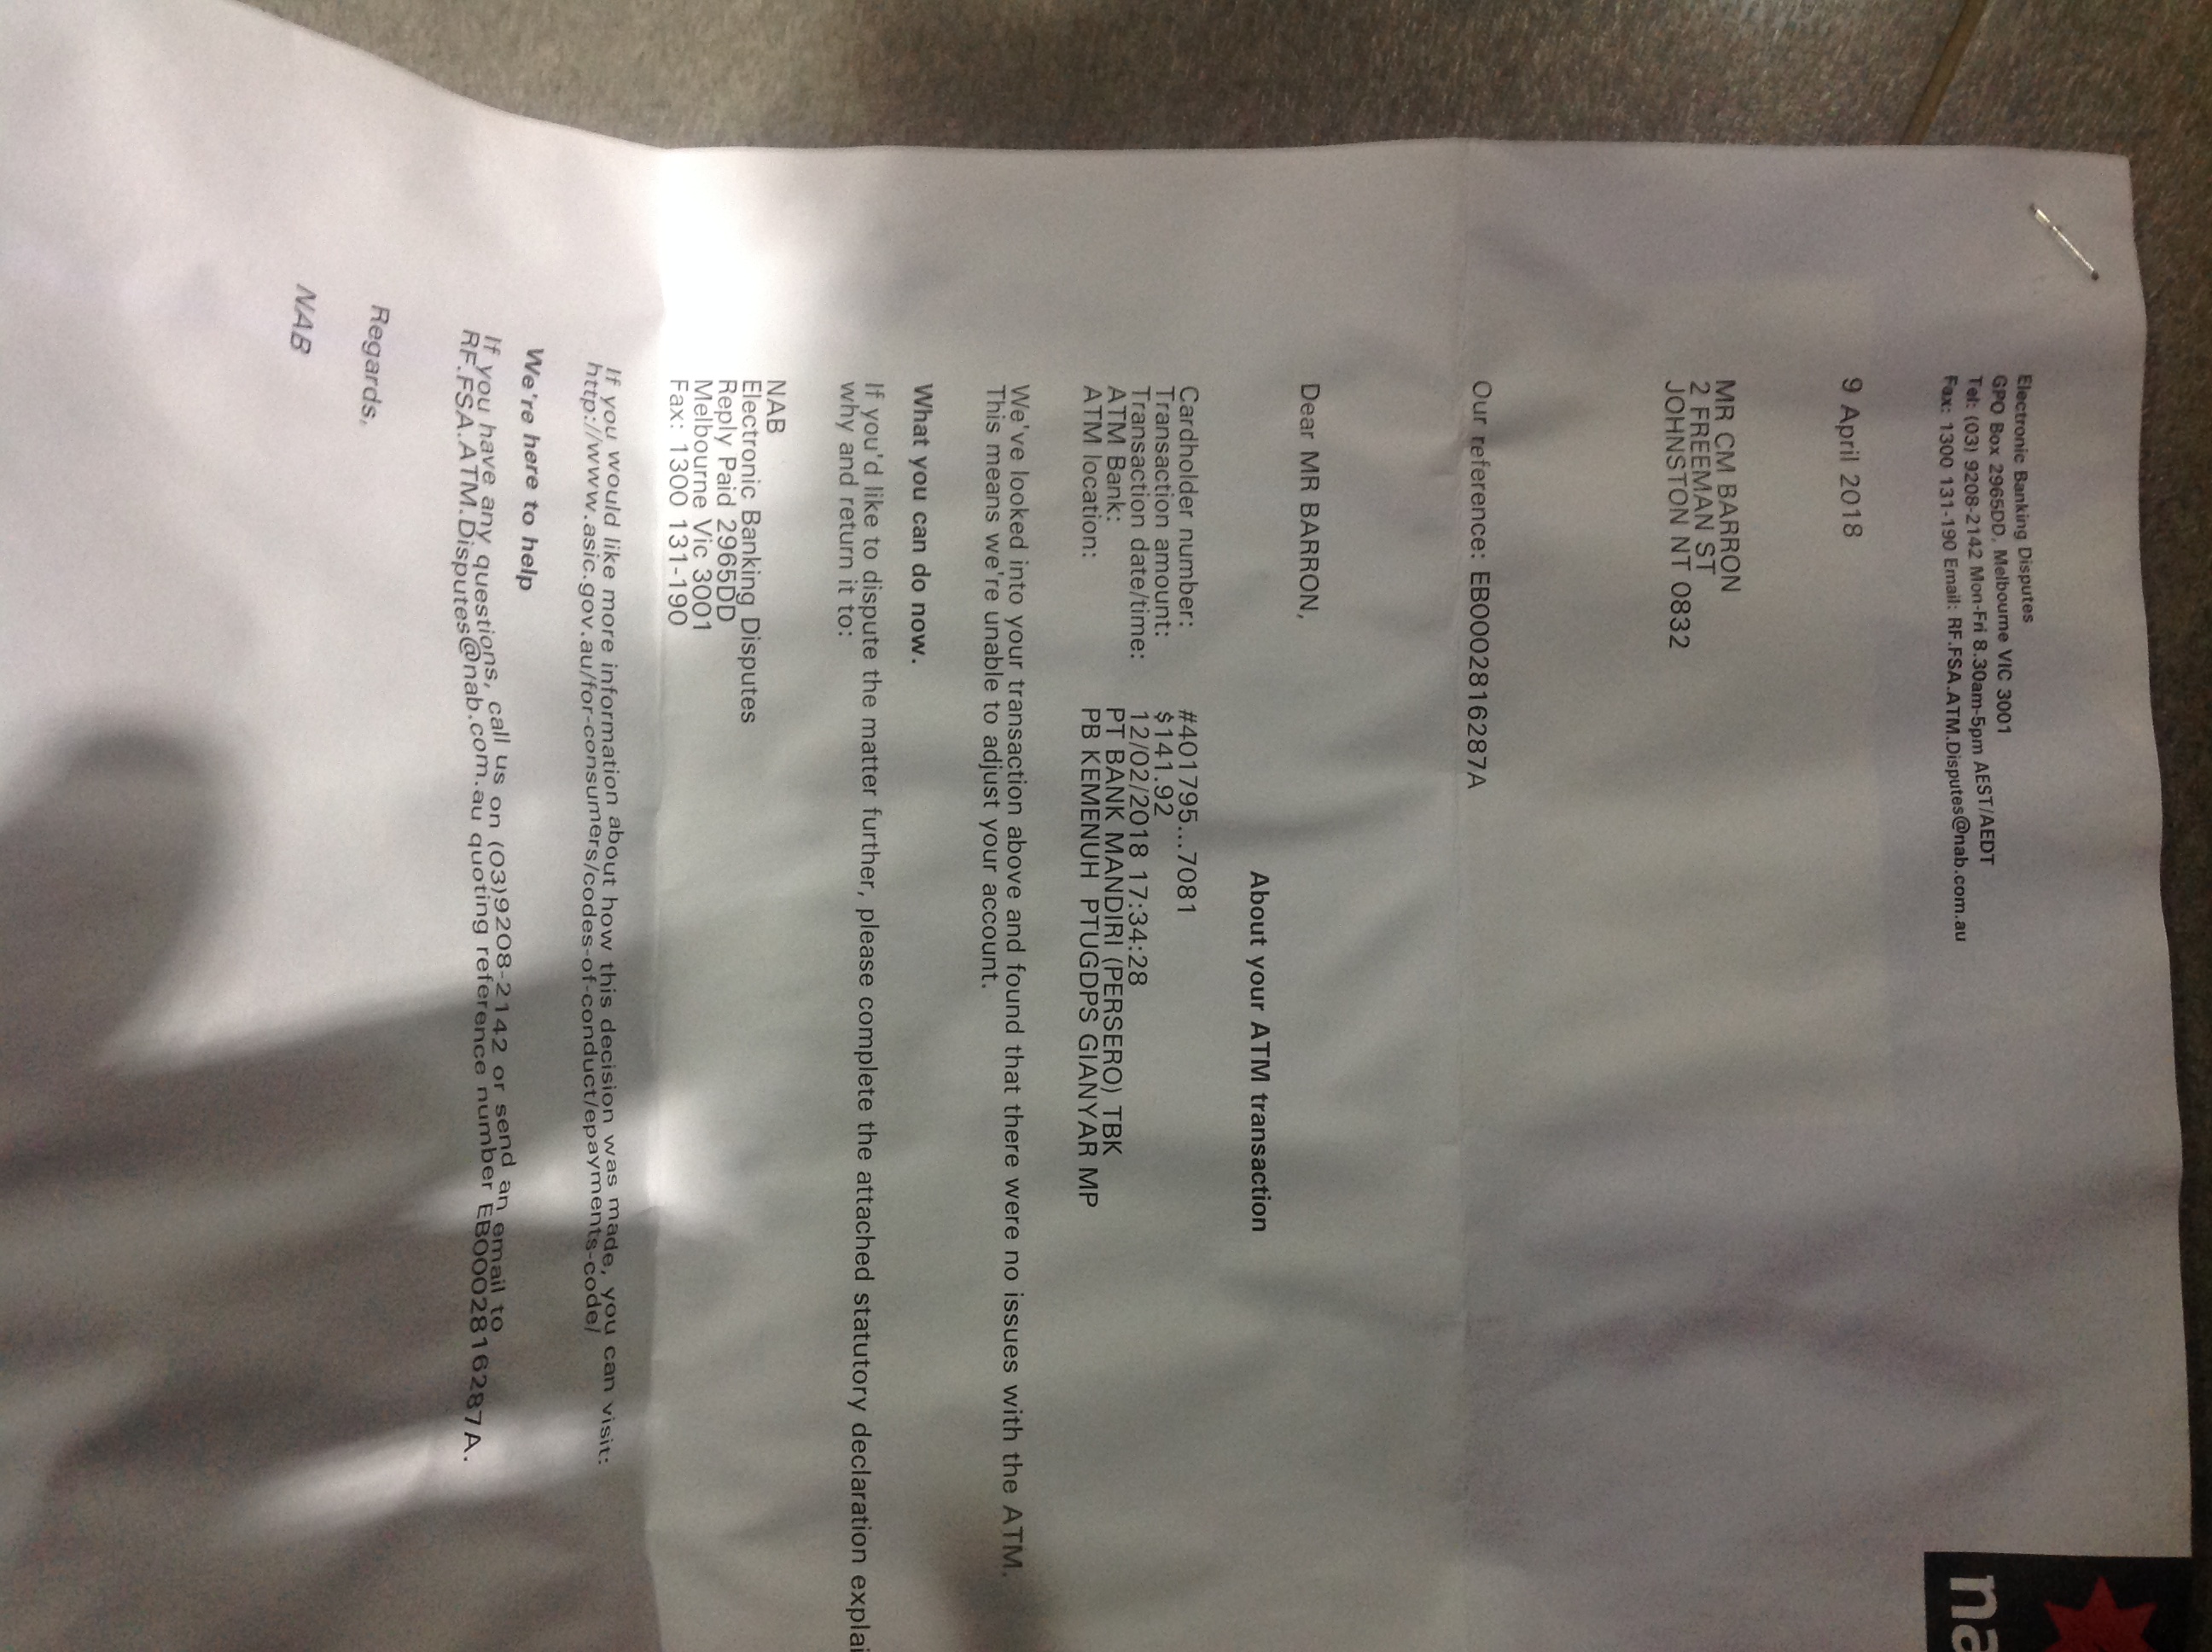 na
Electronic Banking Disputes
GPO Box 2965DD, Melbourne VIC 3001
Tel: (03) 9208-2142 Mon-Fri 8.30am-5pm AEST/AEDT
Fax: 1300 131-190 Email: RF.FSA.ATM.Disputes@nab.com.au
9 April 2018
MR CM BARRON
2 FREEMAN ST
JOHNSTON NT 0832
Our reference: EB0002816287A
Dear MR BARRON,
About your ATM transaction
Cardholder number: #401795...7081
Transaction amount: $141.92
Transaction date/time: 12/02/2018 17:34:28
ATM Bank: PT BANK MANDIRI (PERSERO) TBK
ATM location: PB KEMENUH PTUGDPS GIANYAR MP
We've looked into your transaction above and found that there were no issues with the ATM.
This means we're unable to adjust your account.
What you can do now.
If you'd like to dispute the matter further, please complete the attached statutory declaration explai
why and return it to:
NAB
Electronic Banking Disputes
Reply Paid 2965DD
Melbourne Vic 3001
Fax: 1300 131-190
If you would like more information about how this decision was made, you can visit:
http://www.asic.gov.au/for-consumers/codes-of-conduct/epayments-code/
We're here to help
If you have any questions, call us on (03)9208-2142 or send an email to
RF.FSA.ATM.Disputes@nab.com.au quoting reference number EB0002816287A.
Regards,
NAB